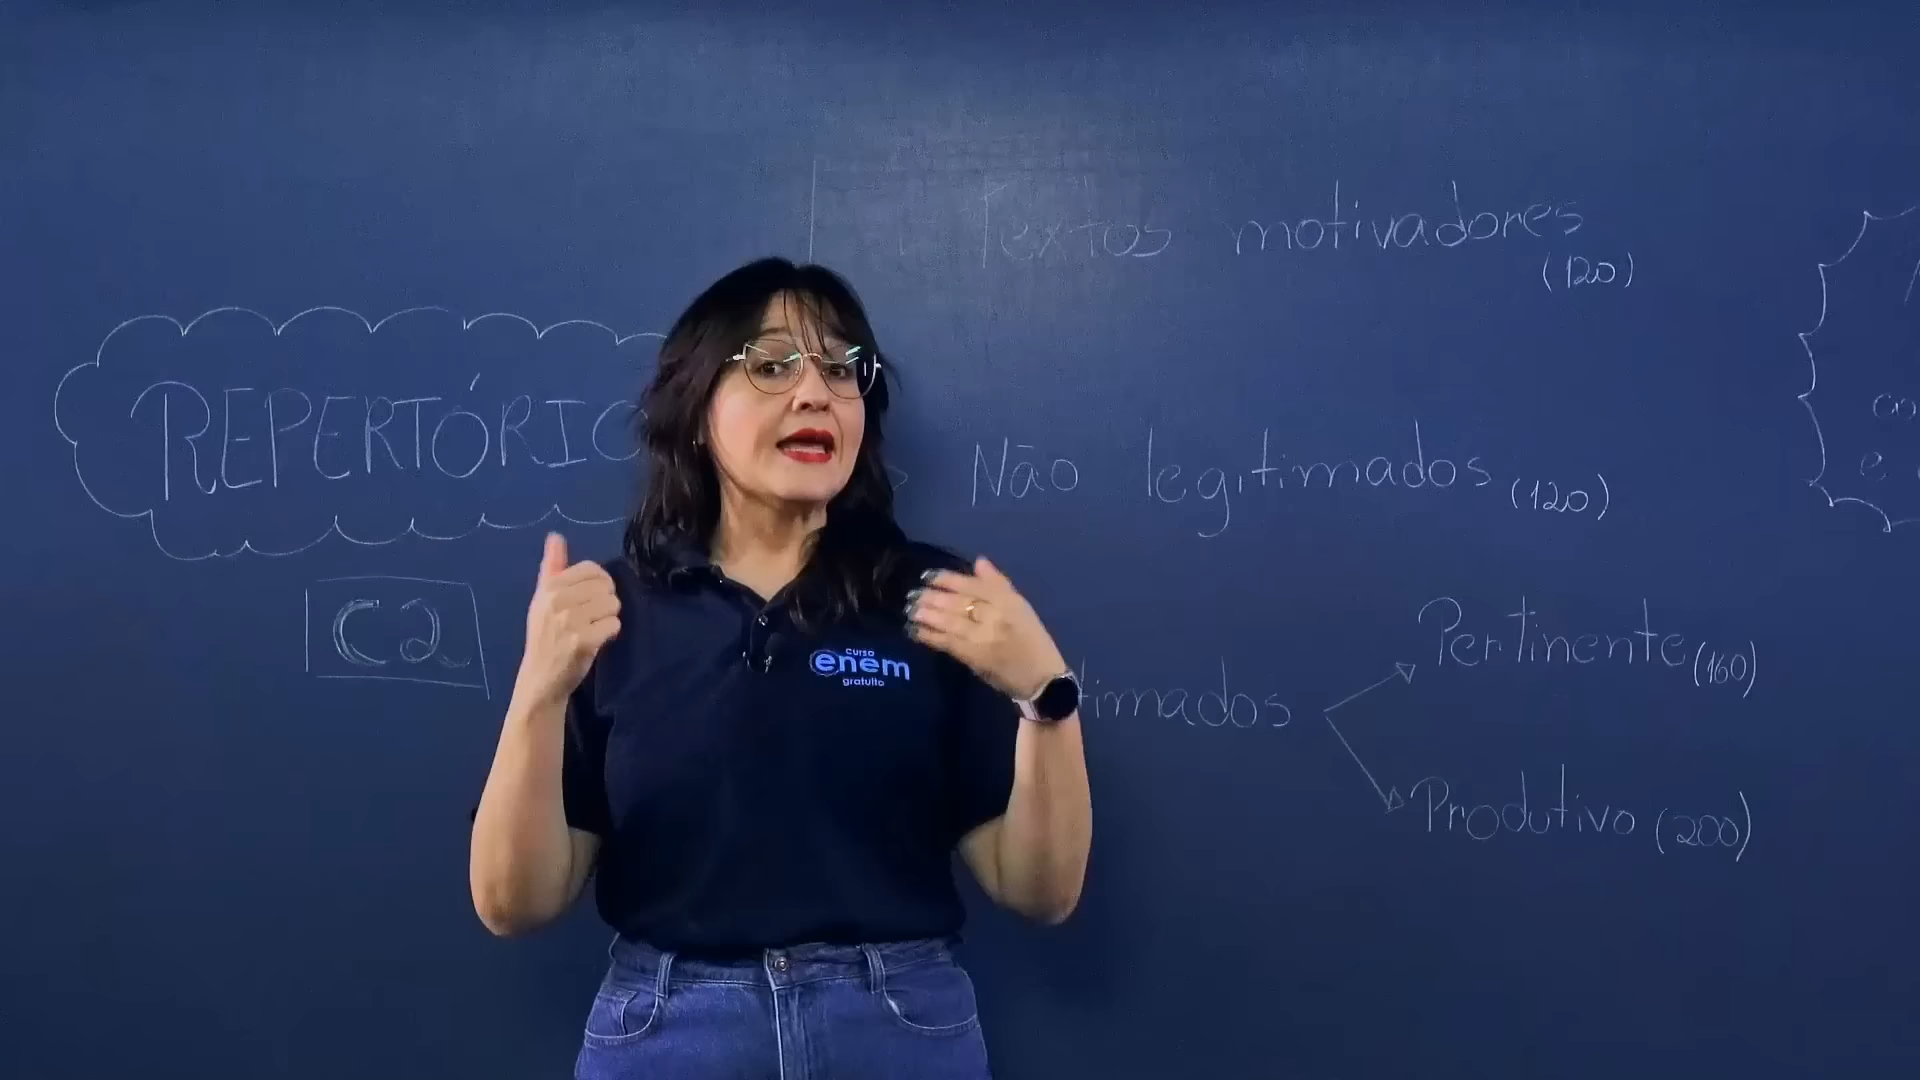 Textos motivadores
(120)
REPERTÓRIO
Não legitimados (120)
C2
curso
enem
gratuito
Pertinente (160)
timados
Produtivo (200)